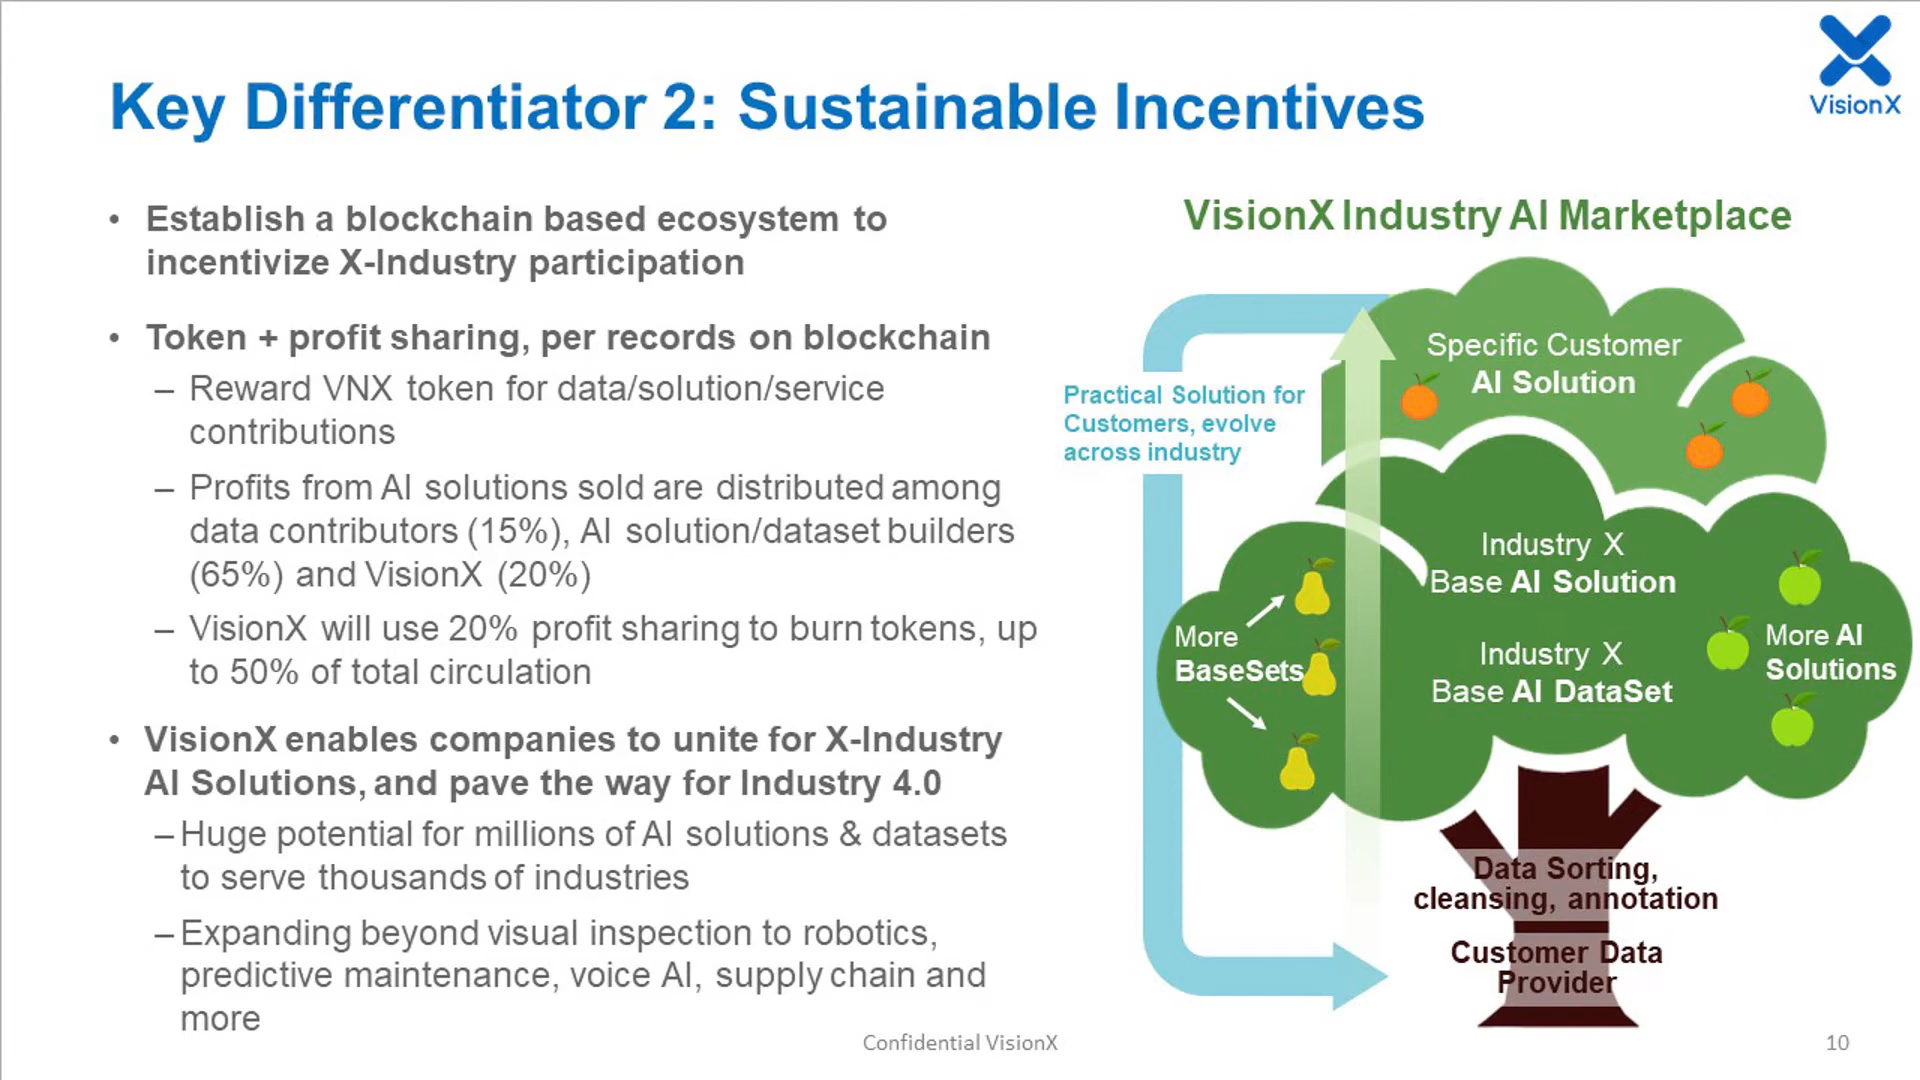 VisionX
Key Differentiator 2: Sustainable Incentives
• Establish a blockchain based ecosystem to
incentivize X-Industry participation
• Token + profit sharing, per records on blockchain
– Reward VNX token for data/solution/service
contributions
– Profits from AI solutions sold are distributed among
data contributors (15%), AI solution/dataset builders
(65%) and VisionX (20%)
– VisionX will use 20% profit sharing to burn tokens, up
to 50% of total circulation
• VisionX enables companies to unite for X-Industry
AI Solutions, and pave the way for Industry 4.0
– Huge potential for millions of AI solutions & datasets
to serve thousands of industries
– Expanding beyond visual inspection to robotics,
predictive maintenance, voice AI, supply chain and
more
VisionX Industry AI Marketplace
Specific Customer
AI Solution
Practical Solution for
Customers, evolve
across industry
Industry X
Base AI Solution
More
BaseSets
Industry X
Base AI DataSet
More AI
Solutions
Data Sorting,
cleansing, annotation
Customer Data
Provider
Confidential VisionX
10